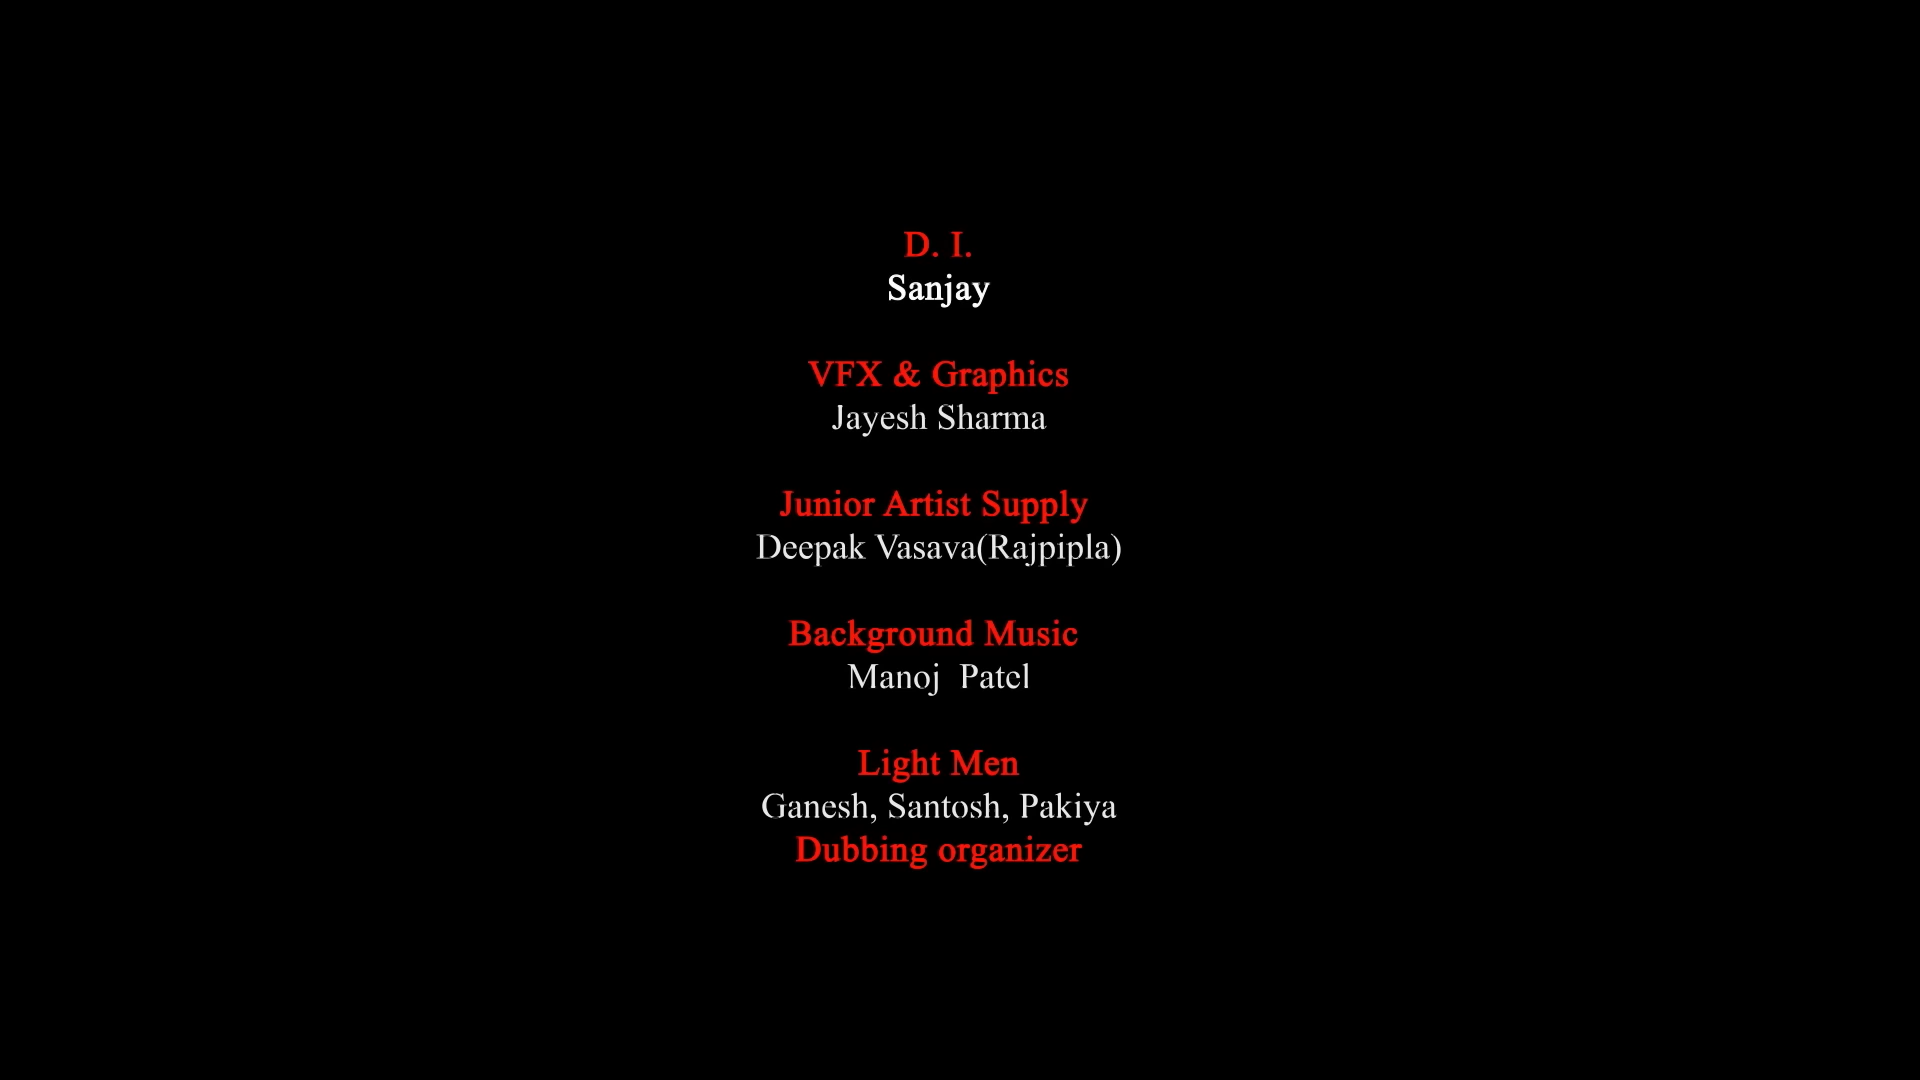 D. I.
Sanjay
VFX & Graphics
Jayesh Sharma
Junior Artist Supply
Deepak Vasava(Rajpipla)
Background Music
Manoj  Patel
Light Men
Ganesh, Santosh, Pakiya
Dubbing organizer